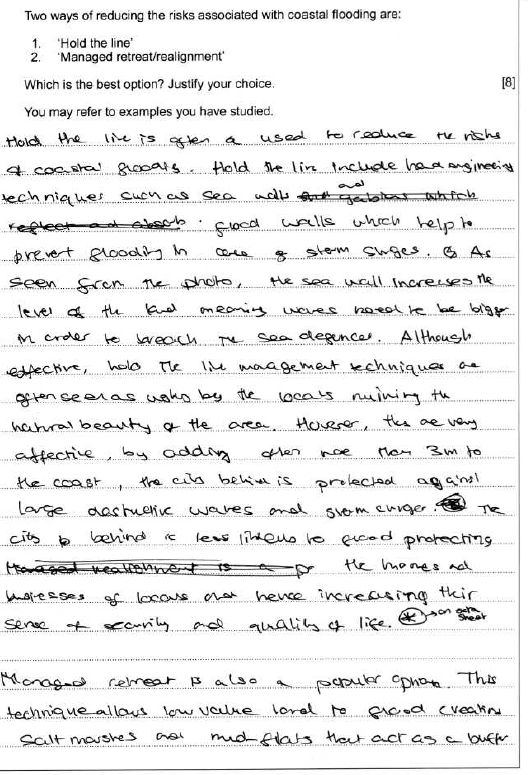 Two ways of reducing the risks associated with coastal flooding are:
1. 'Hold the line'
2. 'Managed retreat/realignment'
Which is the best option? Justify your choice. [8]
You may refer to examples you have studied.
Hold the line is often a used to reduce the risks
of coastal floods. Hold the line include hard engineering
techniques such as sea walls and
flood walls which help to
prevent flooding in case of storm surges. As
seen from the photo, the sea wall increases the
level of the land meaning waves need to be bigger
in order to breach the sea defences. Although
effective, hold the line management techniques are
often seen as by the locals ruining the
natural beauty of the area. However, they are very
affective, by adding often more than 3m to
the coast, the city behind is protected against
large destructive waves and storm surges. The
city behind is less likely to flood protecting
the homes and
businesses of locals and hence increasing their
sense of security and quality of life. * on extra sheet
Managed retreat is also a popular option. This
technique allows low value land to flood creating
salt marshes and mud flats that act as a buffer